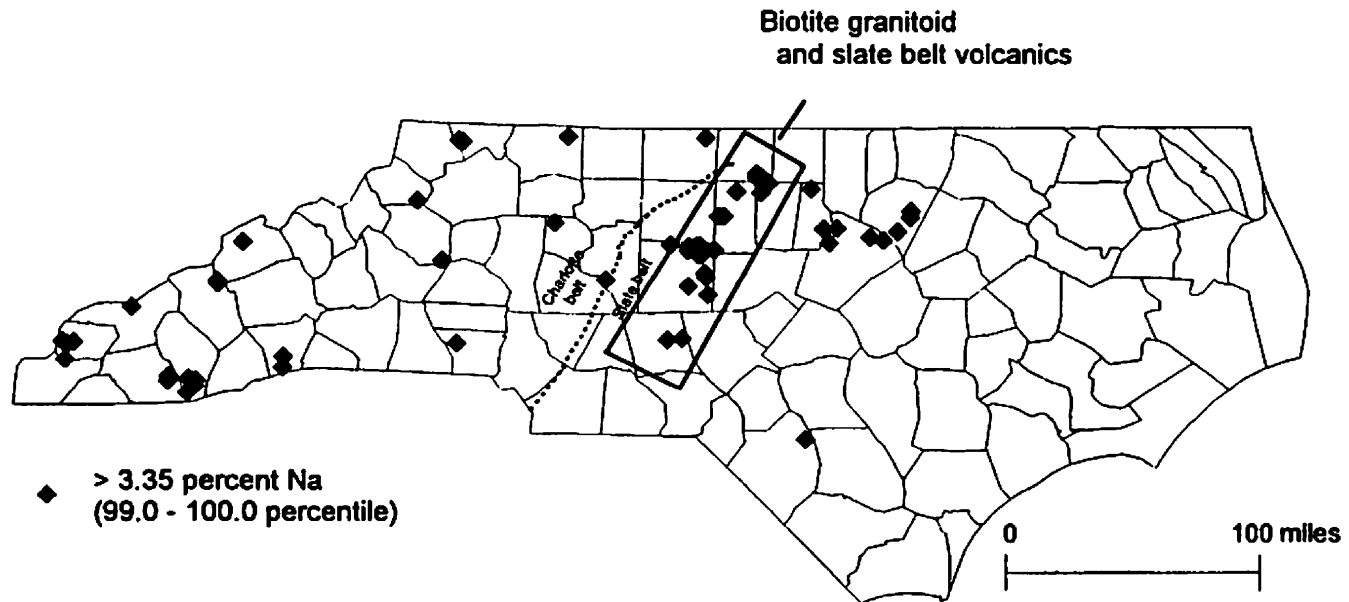 Biotite granitoid
and slate belt volcanics
Charlotte
belt
Slate belt
> 3.35 percent Na
(99.0 - 100.0 percentile)
0 100 miles